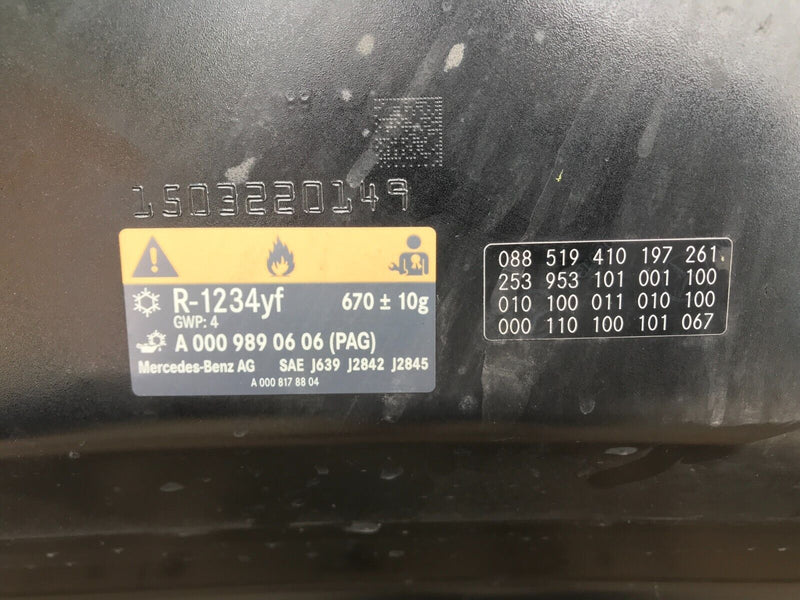 1503220149
R-1234yf 670 ± 10g
GWP: 4
A 000 989 06 06 (PAG)
Mercedes-Benz AG SAE J639 J2842 J2845
A 000 817 88 04
088 519 410 197 261
253 953 101 001 100
010 100 011 010 100
000 110 100 101 067